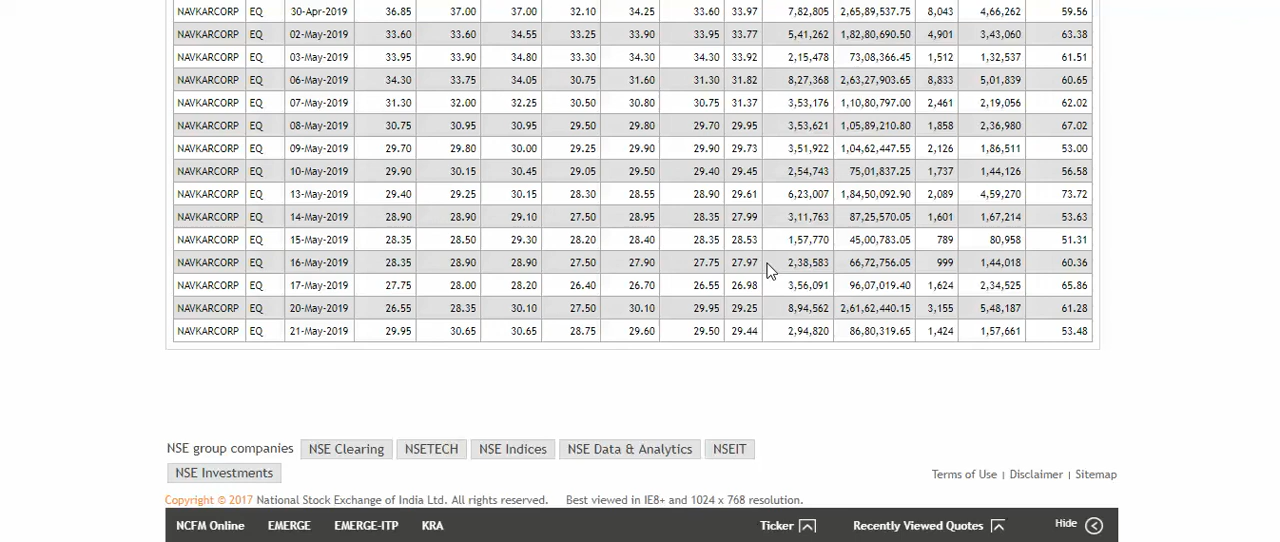 NAVKARCORP EQ 30-Apr-2019 36.85 37.00 37.00 32.10 34.25 33.60 33.97 7,82,805 2,65,89,537.75 8,043 4,66,262 59.56
NAVKARCORP EQ 02-May-2019 33.60 33.60 34.55 33.25 33.90 33.95 33.77 5,41,262 1,82,80,690.50 4,901 3,43,060 63.38
NAVKARCORP EQ 03-May-2019 33.95 33.90 34.80 33.30 34.30 34.30 33.92 2,15,478 73,08,366.45 1,512 1,32,537 61.51
NAVKARCORP EQ 06-May-2019 34.30 33.75 34.05 30.75 31.60 31.30 31.82 8,27,368 2,63,27,903.65 8,833 5,01,839 60.65
NAVKARCORP EQ 07-May-2019 31.30 32.00 32.25 30.50 30.80 30.75 31.37 3,53,176 1,10,80,797.00 2,461 2,19,056 62.02
NAVKARCORP EQ 08-May-2019 30.75 30.95 30.95 29.50 29.80 29.70 29.95 3,53,621 1,05,89,210.80 1,858 2,36,980 67.02
NAVKARCORP EQ 09-May-2019 29.70 29.80 30.00 29.25 29.90 29.90 29.73 3,51,922 1,04,62,447.55 2,126 1,86,511 53.00
NAVKARCORP EQ 10-May-2019 29.90 30.15 30.45 29.05 29.50 29.40 29.45 2,54,743 75,01,837.25 1,737 1,44,126 56.58
NAVKARCORP EQ 13-May-2019 29.40 29.25 30.15 28.30 28.55 28.90 29.61 6,23,007 1,84,50,092.90 2,089 4,59,270 73.72
NAVKARCORP EQ 14-May-2019 28.90 28.90 29.10 27.50 28.95 28.35 27.99 3,11,763 87,25,570.05 1,601 1,67,214 53.63
NAVKARCORP EQ 15-May-2019 28.35 28.50 29.30 28.20 28.40 28.35 28.53 1,57,770 45,00,783.05 789 80,958 51.31
NAVKARCORP EQ 16-May-2019 28.35 28.90 28.90 27.50 27.90 27.75 27.97 2,38,583 66,72,756.05 999 1,44,018 60.36
NAVKARCORP EQ 17-May-2019 27.75 28.00 28.20 26.40 26.70 26.55 26.98 3,56,091 96,07,019.40 1,624 2,34,525 65.86
NAVKARCORP EQ 20-May-2019 26.55 28.35 30.10 27.50 30.10 29.95 29.25 8,94,562 2,61,62,440.15 3,155 5,48,187 61.28
NAVKARCORP EQ 21-May-2019 29.95 30.65 30.65 28.75 29.60 29.50 29.44 2,94,820 86,80,319.65 1,424 1,57,661 53.48
NSE group companies NSE Clearing NSETECH NSE Indices NSE Data & Analytics NSEIT
NSE Investments
Terms of Use | Disclaimer | Sitemap
Copyright © 2017 National Stock Exchange of India Ltd. All rights reserved. Best viewed in IE8+ and 1024 x 768 resolution.
NCFM Online EMERGE EMERGE-ITP KRA Ticker Recently Viewed Quotes Hide